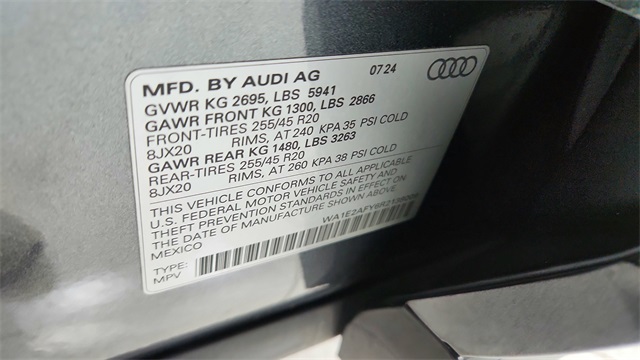 MFD. BY AUDI AG 07 24
GVWR KG 2695, LBS 5941
GAWR FRONT KG 1300, LBS 2866
FRONT-TIRES 255/45 R20
8JX20 RIMS, AT 240 KPA 35 PSI COLD
GAWR REAR KG 1480, LBS 3263
REAR-TIRES 255/45 R20
8JX20 RIMS, AT 260 KPA 38 PSI COLD
THIS VEHICLE CONFORMS TO ALL APPLICABLE
U.S. FEDERAL MOTOR VEHICLE SAFETY AND
THEFT PREVENTION STANDARDS IN EFFECT ON
THE DATE OF MANUFACTURE SHOWN ABOVE
MEXICO
TYPE:
MPV